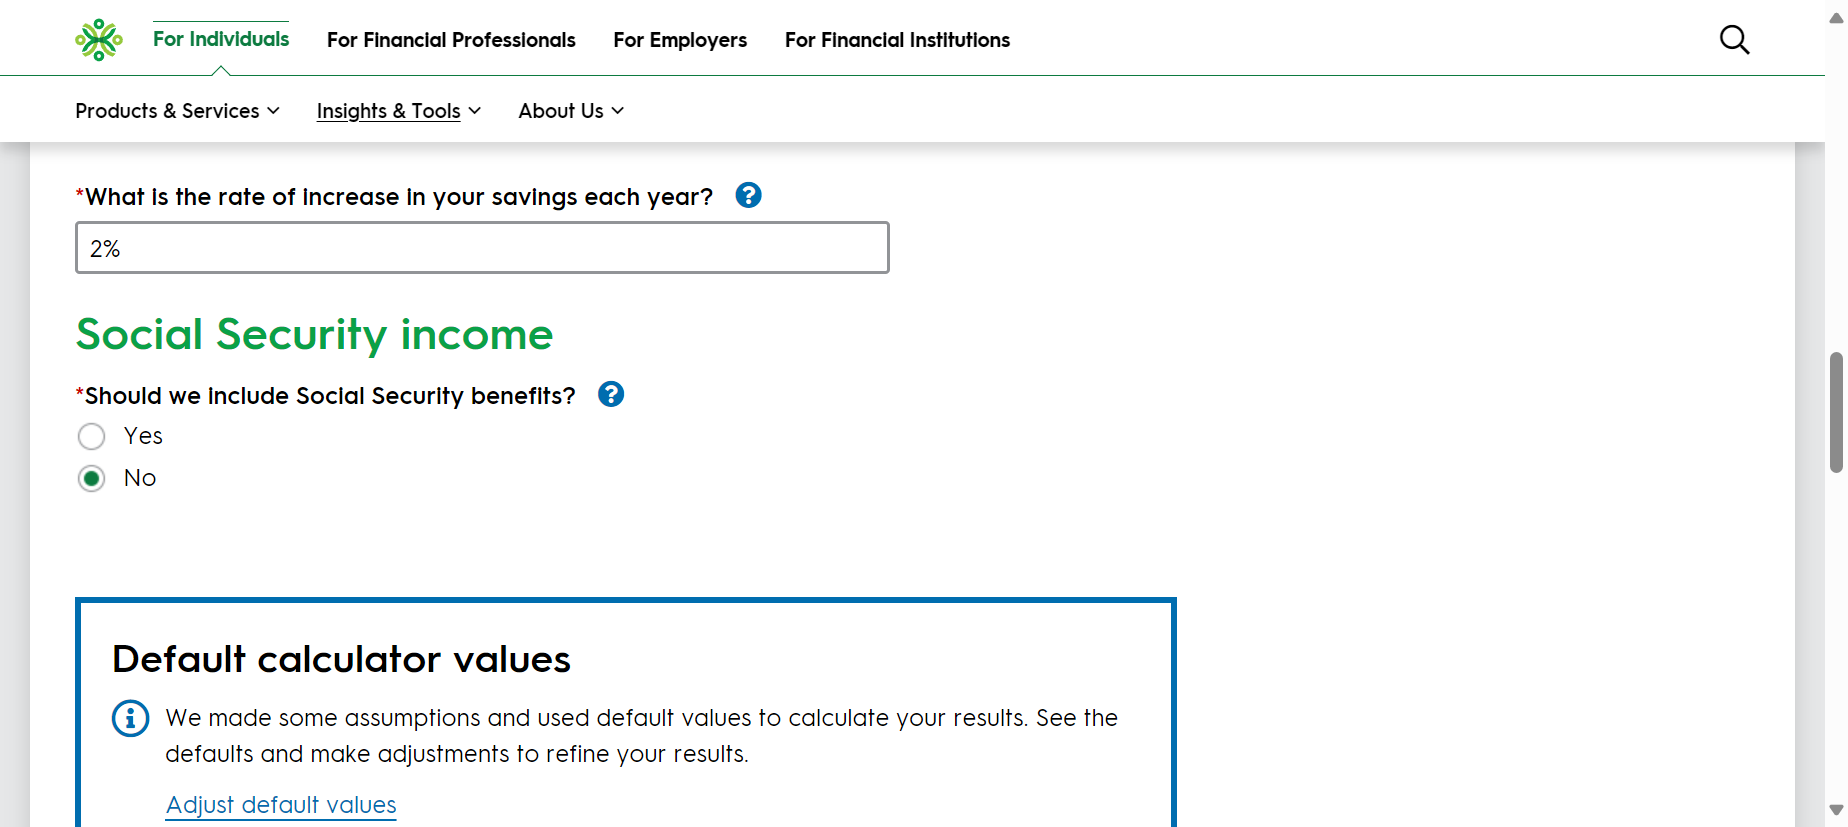 For Individuals For Financial Professionals For Employers For Financial Institutions
Products & Services Insights & Tools About Us
*What is the rate of increase in your savings each year? ?
2%
Social Security income
*Should we include Social Security benefits? ?
Yes
No
Default calculator values
We made some assumptions and used default values to calculate your results. See the
defaults and make adjustments to refine your results.
Adjust default values